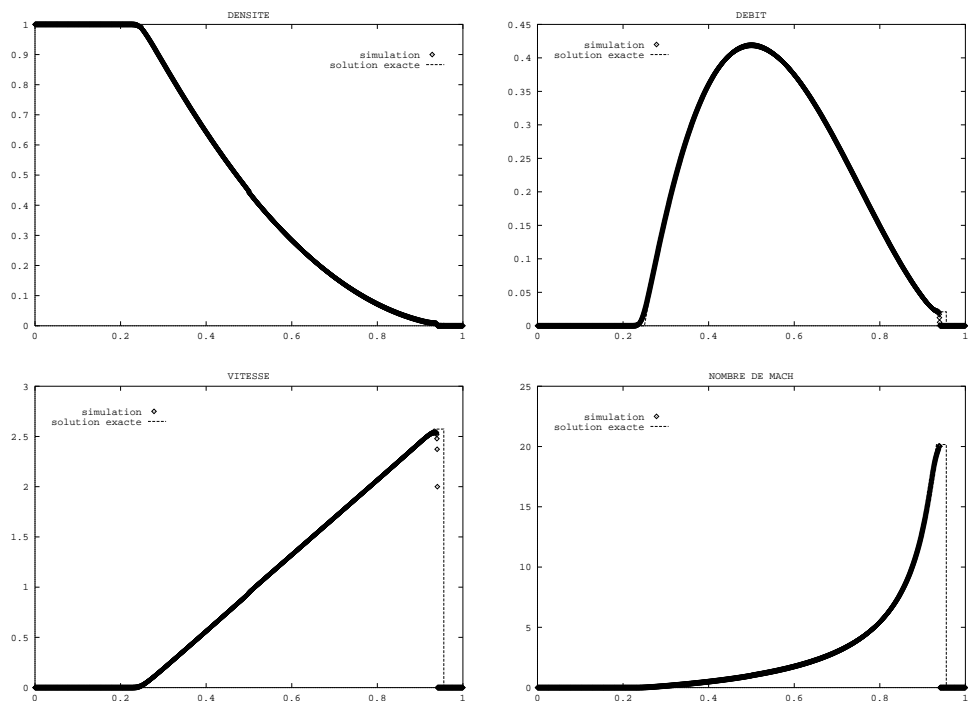 DENSITE
1
0.9
0.8
0.7
0.6
0.5
0.4
0.3
0.2
0.1
0
0 0.2 0.4 0.6 0.8 1
simulation
solution exacte
DEBIT
0.45
0.4
0.35
0.3
0.25
0.2
0.15
0.1
0.05
0
0 0.2 0.4 0.6 0.8 1
simulation
solution exacte
VITESSE
3
2.5
2
1.5
1
0.5
0
0 0.2 0.4 0.6 0.8 1
simulation
solution exacte
NOMBRE DE MACH
25
20
15
10
5
0
0 0.2 0.4 0.6 0.8 1
simulation
solution exacte